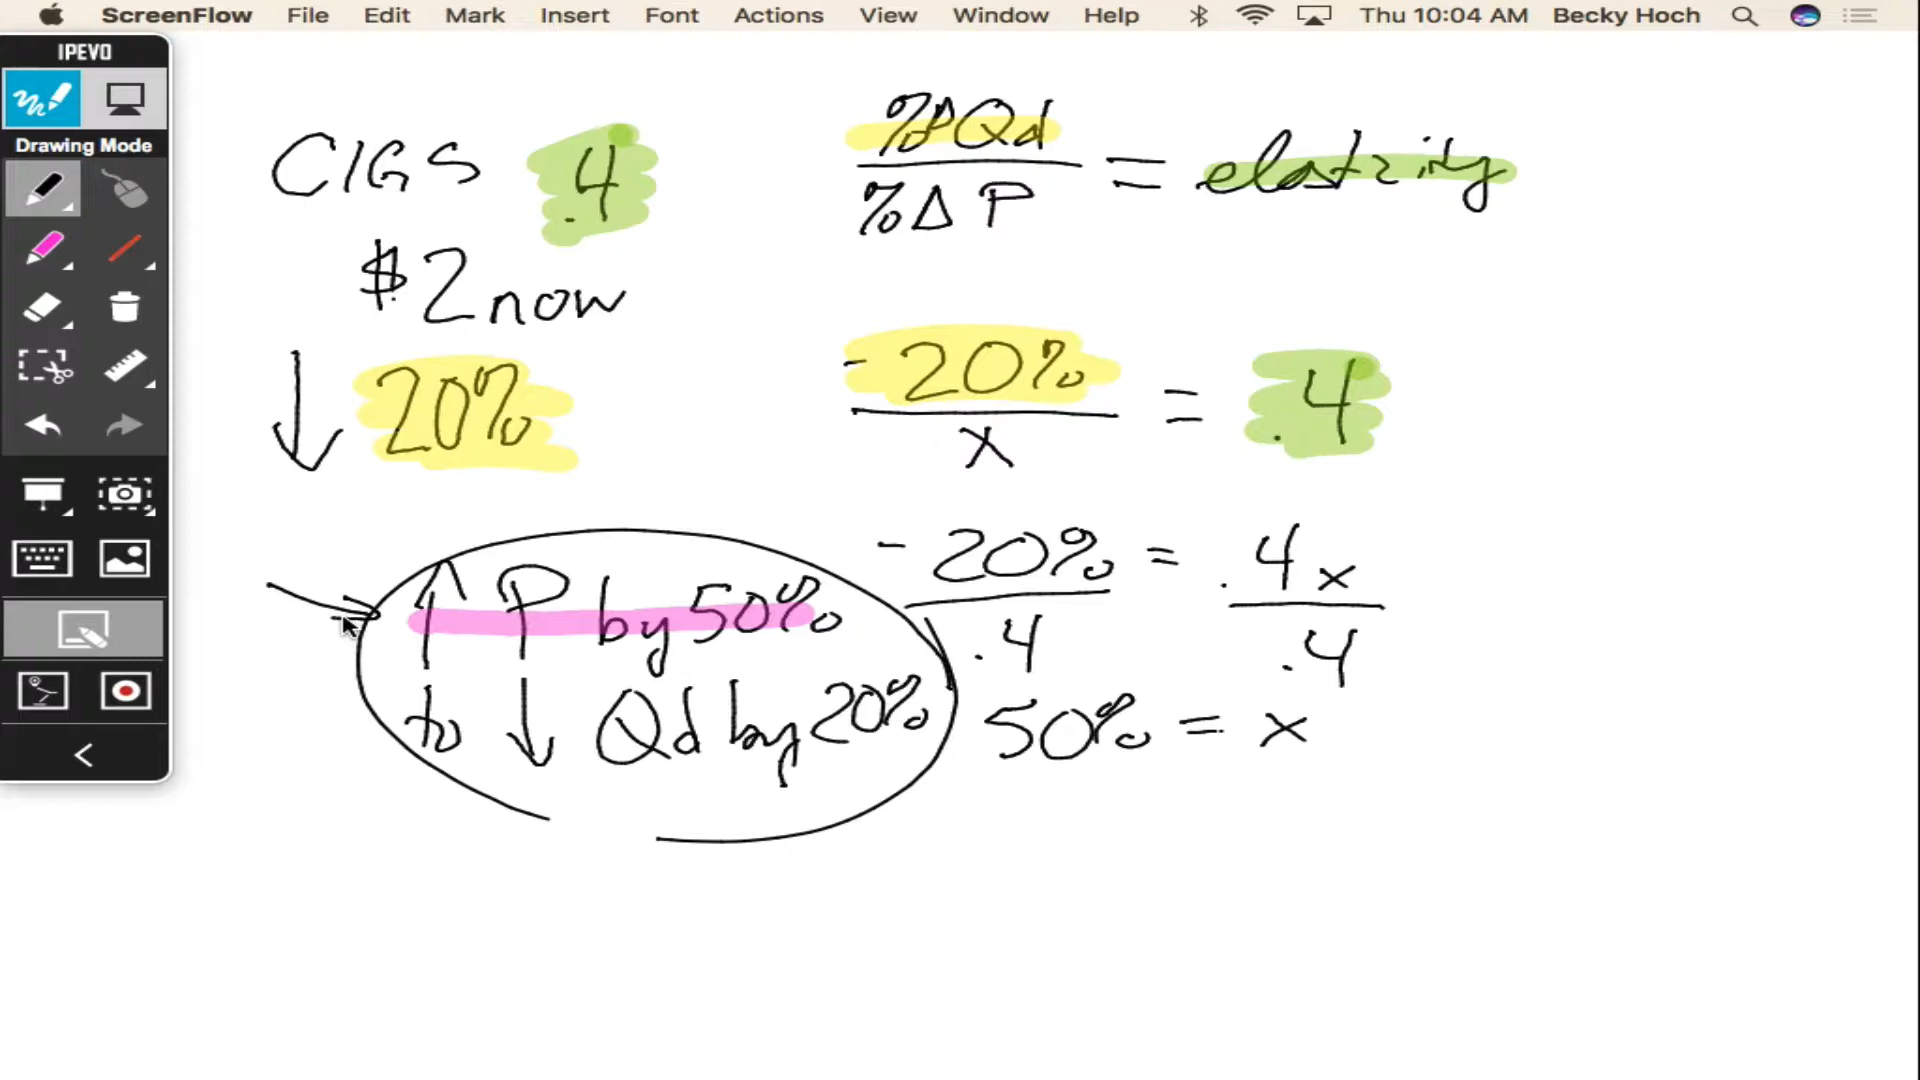 ScreenFlow File Edit Mark Insert Font Actions View Window Help Thu 10:04 AM Becky Hoch
IPEVO
Drawing Mode
CIGS .4
$2 now
↓ 20%
↑ P by 50%
to ↓ Qd by 20%
%Δ Qd
%Δ P
= elasticity
- 20%
x
= .4
- 20% = .4x
.4 .4
50% = x